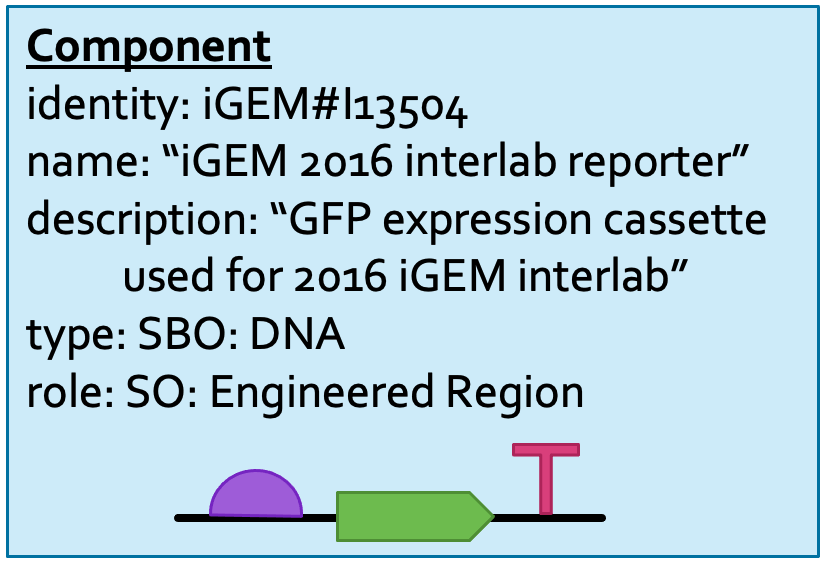 Component
identity: iGEM#I13504
name: “iGEM 2016 interlab reporter”
description: “GFP expression cassette
used for 2016 iGEM interlab”
type: SBO: DNA
role: SO: Engineered Region